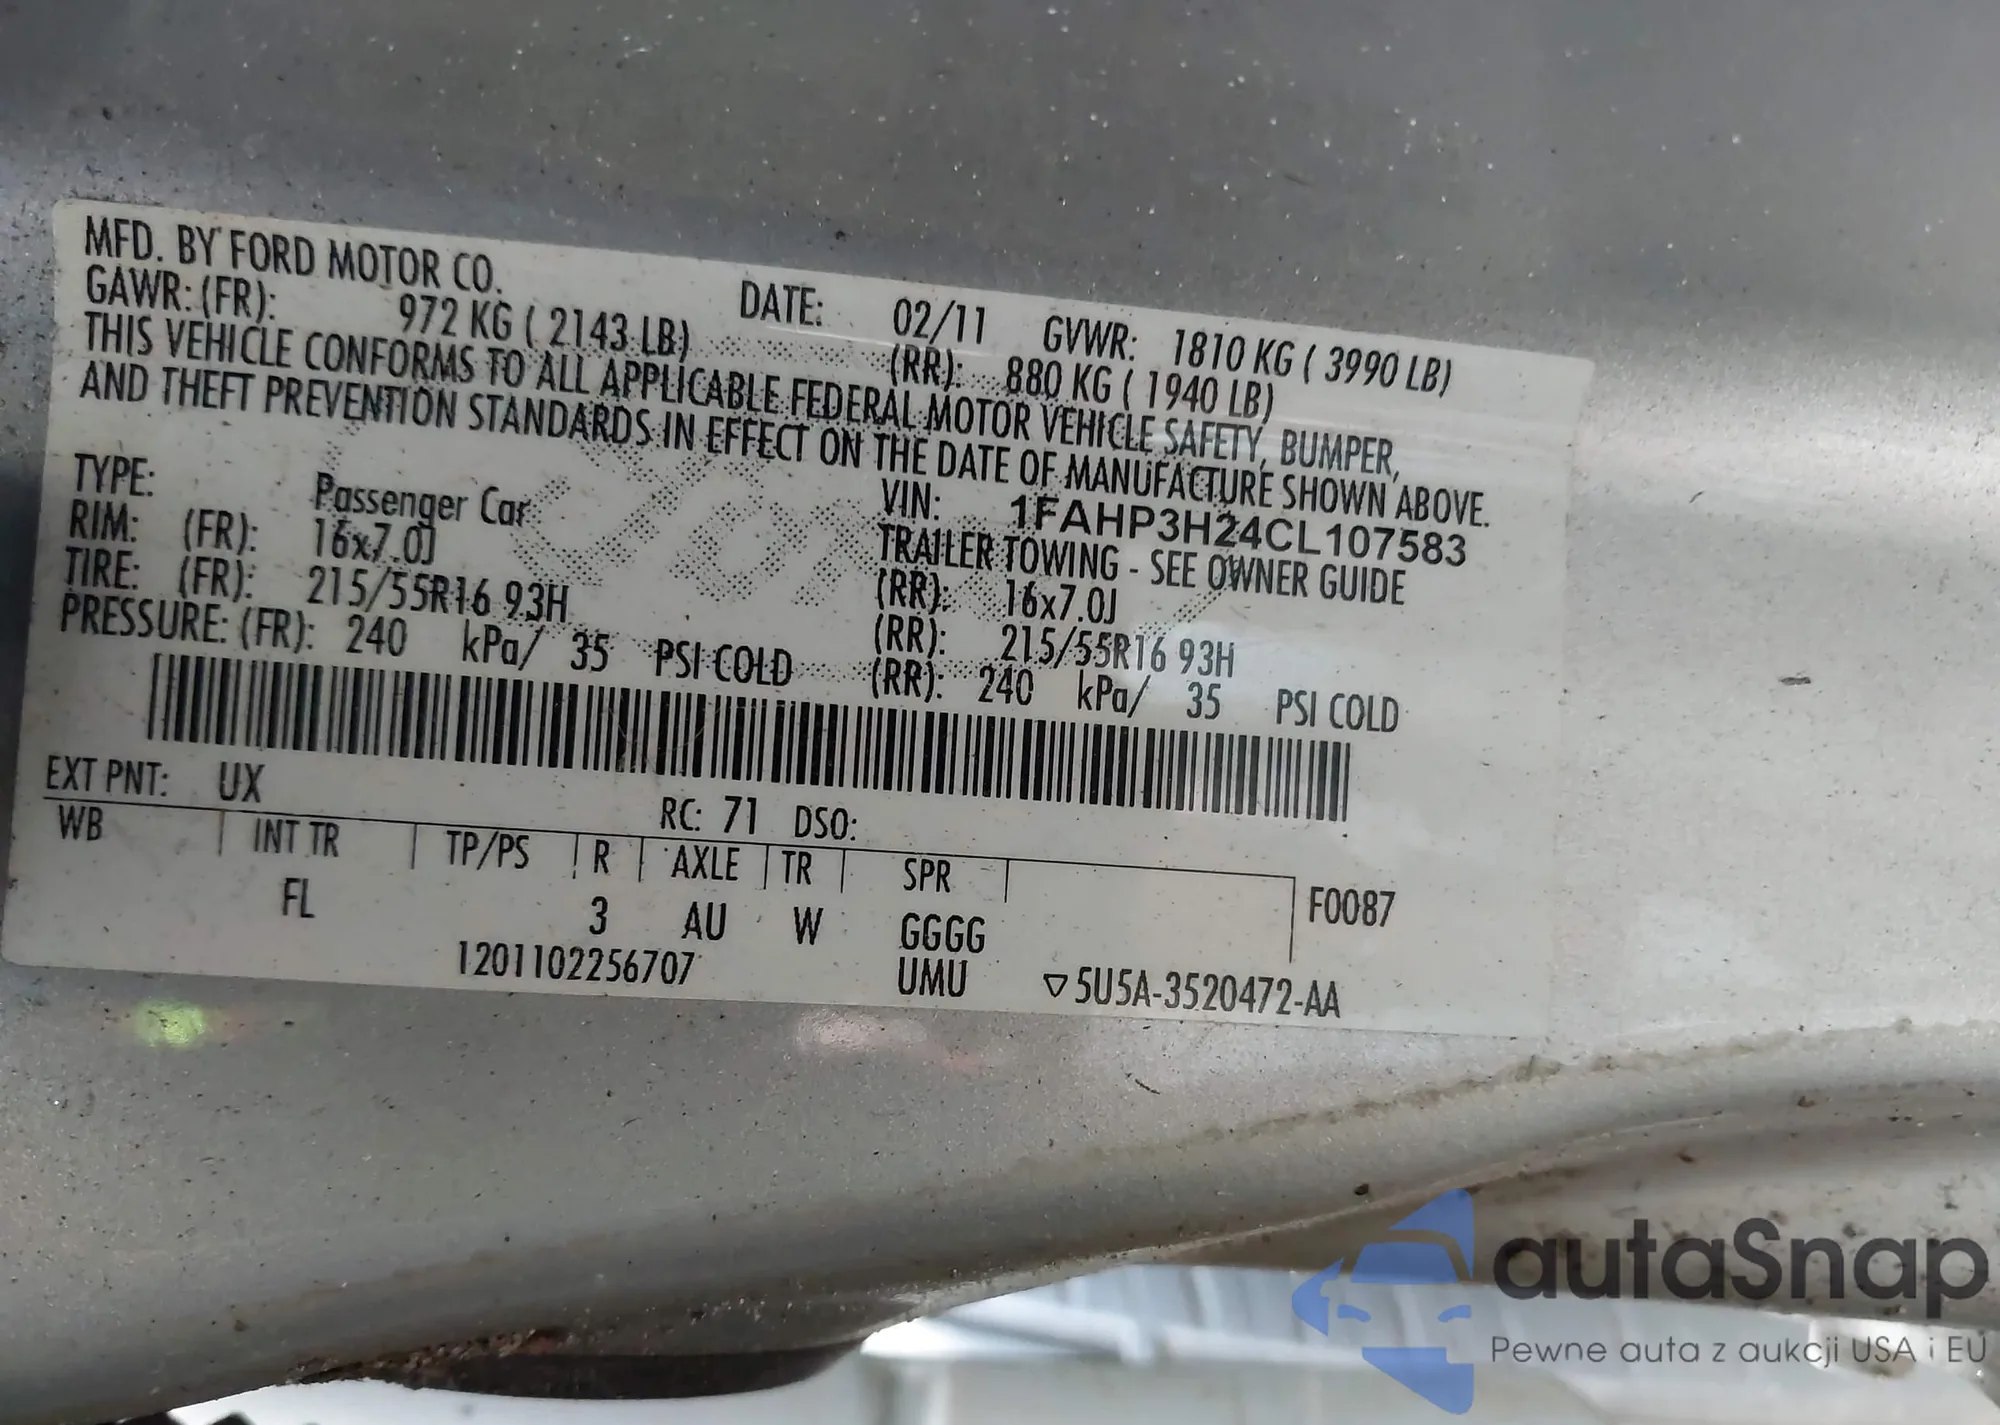 MFD. BY FORD MOTOR CO. DATE: 02/11 GVWR: 1810 KG ( 3990 LB)
GAWR: (FR): 972 KG ( 2143 LB) (RR): 880 KG ( 1940 LB)
THIS VEHICLE CONFORMS TO ALL APPLICABLE FEDERAL MOTOR VEHICLE SAFETY, BUMPER,
AND THEFT PREVENTION STANDARDS IN EFFECT ON THE DATE OF MANUFACTURE SHOWN ABOVE.
VIN: 1FAHP3H24CL107583
TYPE: Passenger Car TRAILER TOWING - SEE OWNER GUIDE
RIM: (FR): 16x7.0J (RR): 16x7.0J
TIRE: (FR): 215/55R16 93H (RR): 215/55R16 93H
PRESSURE: (FR): 240 kPa/ 35 PSI COLD (RR): 240 kPa/ 35 PSI COLD
EXT PNT: UX RC: 71 DSO:
WB INT TR TP/PS R AXLE TR SPR F0087
FL 3 AU W GGGG
1201102256707 UMU ▽5U5A-3520472-AA
autaSnap
Pewne auta z aukcji USA i EU